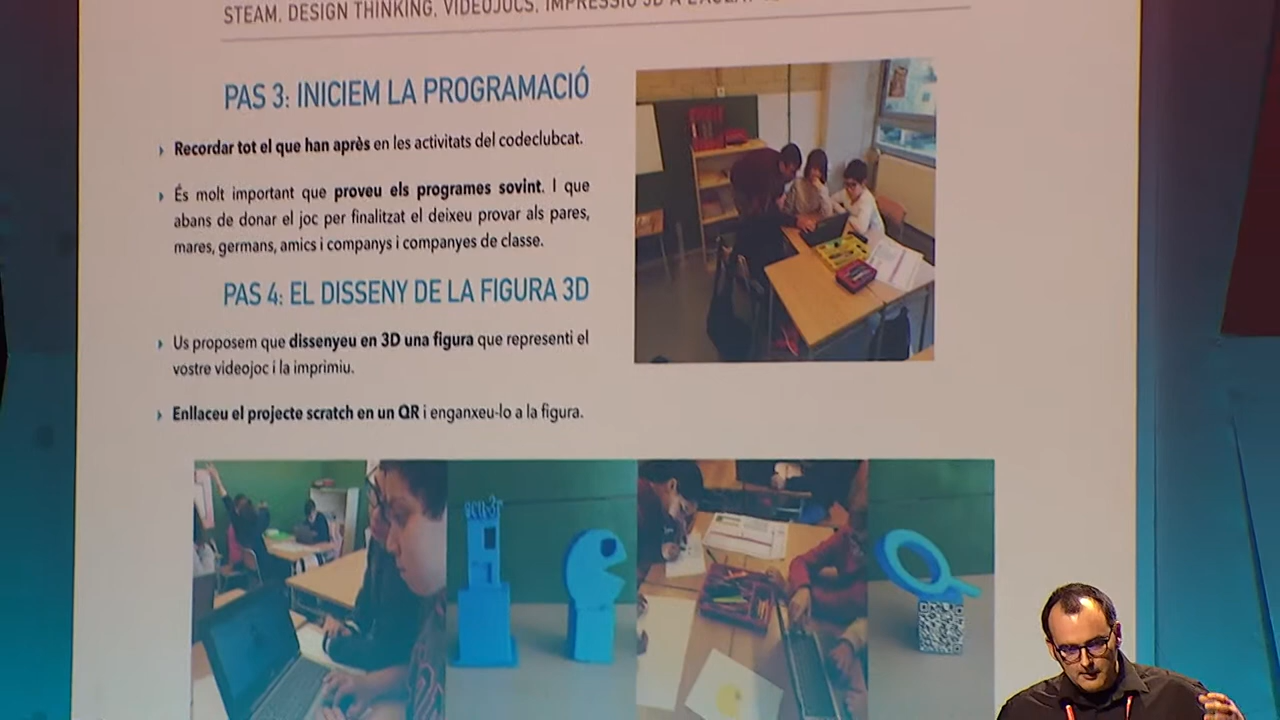 STEAM. DESIGN THINKING, VIDEOJOCS, IMPRESSIÓ 3D A
PAS 3: INICIEM LA PROGRAMACIÓ
Recordar tot el que han après en les activitats del codeclubcat.
És molt important que proveu els programes sovint. I que
abans de donar el joc per finalitzat el deixeu provar als pares,
mares, germans, amics i companys i companyes de classe.
PAS 4: EL DISSENY DE LA FIGURA 3D
Us proposem que dissenyeu en 3D una figura que representi el
vostre videojoc i la imprimiu.
Enllaceu el projecte scratch en un QR i enganxeu-lo a la figura.